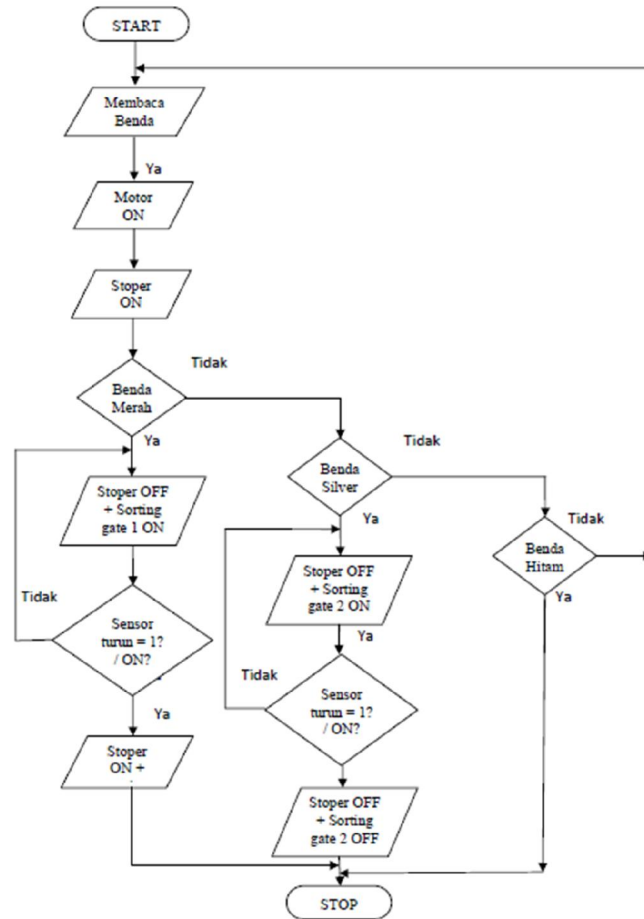 START
Membaca
Benda
Ya
Motor
ON
Stoper
ON
Benda
Merah
Tidak
Ya
Stoper OFF
+ Sorting
gate 1 ON
Tidak
Sensor
turun = 1?
/ ON?
Ya
Stoper
ON +
Benda
Silver
Tidak
Ya
Stoper OFF
+ Sorting
gate 2 ON
Ya
Tidak
Sensor
turun = 1?
/ ON?
Stoper OFF
+ Sorting
gate 2 OFF
Benda
Hitam
Tidak
Ya
STOP